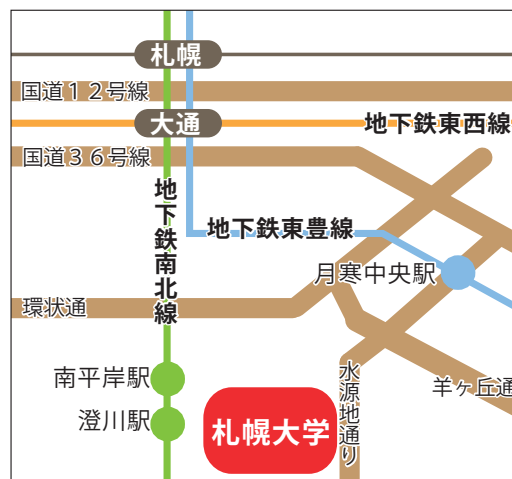 札幌
国道１２号線
大通
地下鉄東西線
国道３６号線
地下鉄南北線
地下鉄東豊線
月寒中央駅
環状通
南平岸駅
水源地通り
羊ヶ丘通
澄川駅
札幌大学